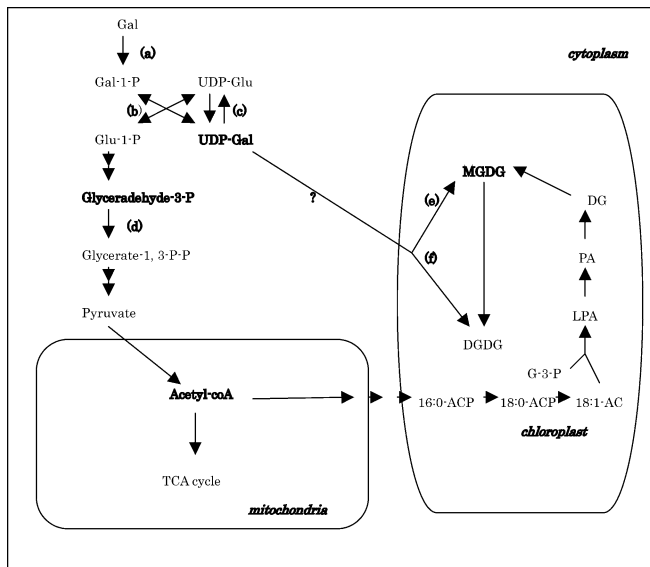 Gal
(a)
cytoplasm
Gal-1-P
UDP-Glu
(b)
(c)
Glu-1-P
UDP-Gal
MGDG
Glyceradehyde-3-P
?
(e)
DG
(d)
(f)
Glycerate-1, 3-P-P
PA
Pyruvate
LPA
DGDG
G-3-P
Acetyl-coA
16:0-ACP
18:0-ACP
18:1-AC
chloroplast
TCA cycle
mitochondria